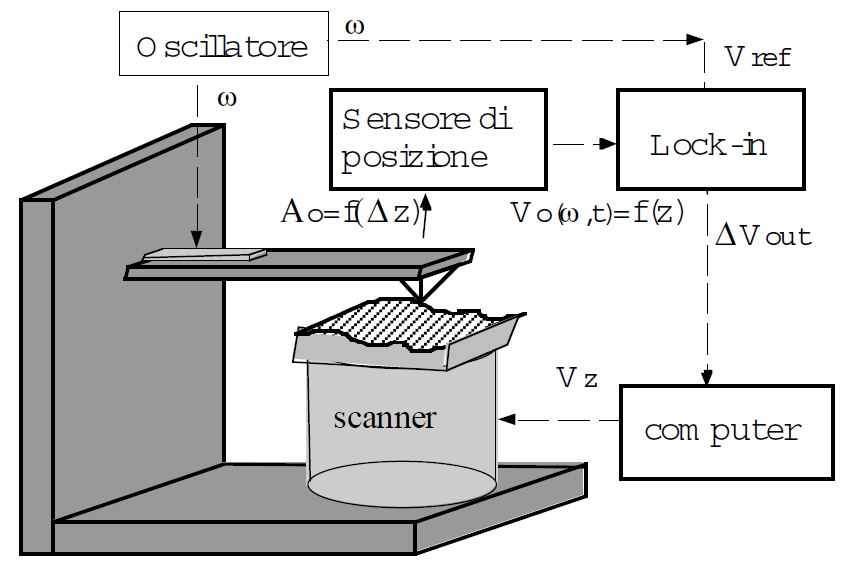 Oscillatore
ω
Vref
ω
Sensore di
posizione
Lock-in
Ao=f(Δz)
Vo(ω,t)=f(z)
ΔVout
Vz
scanner
computer